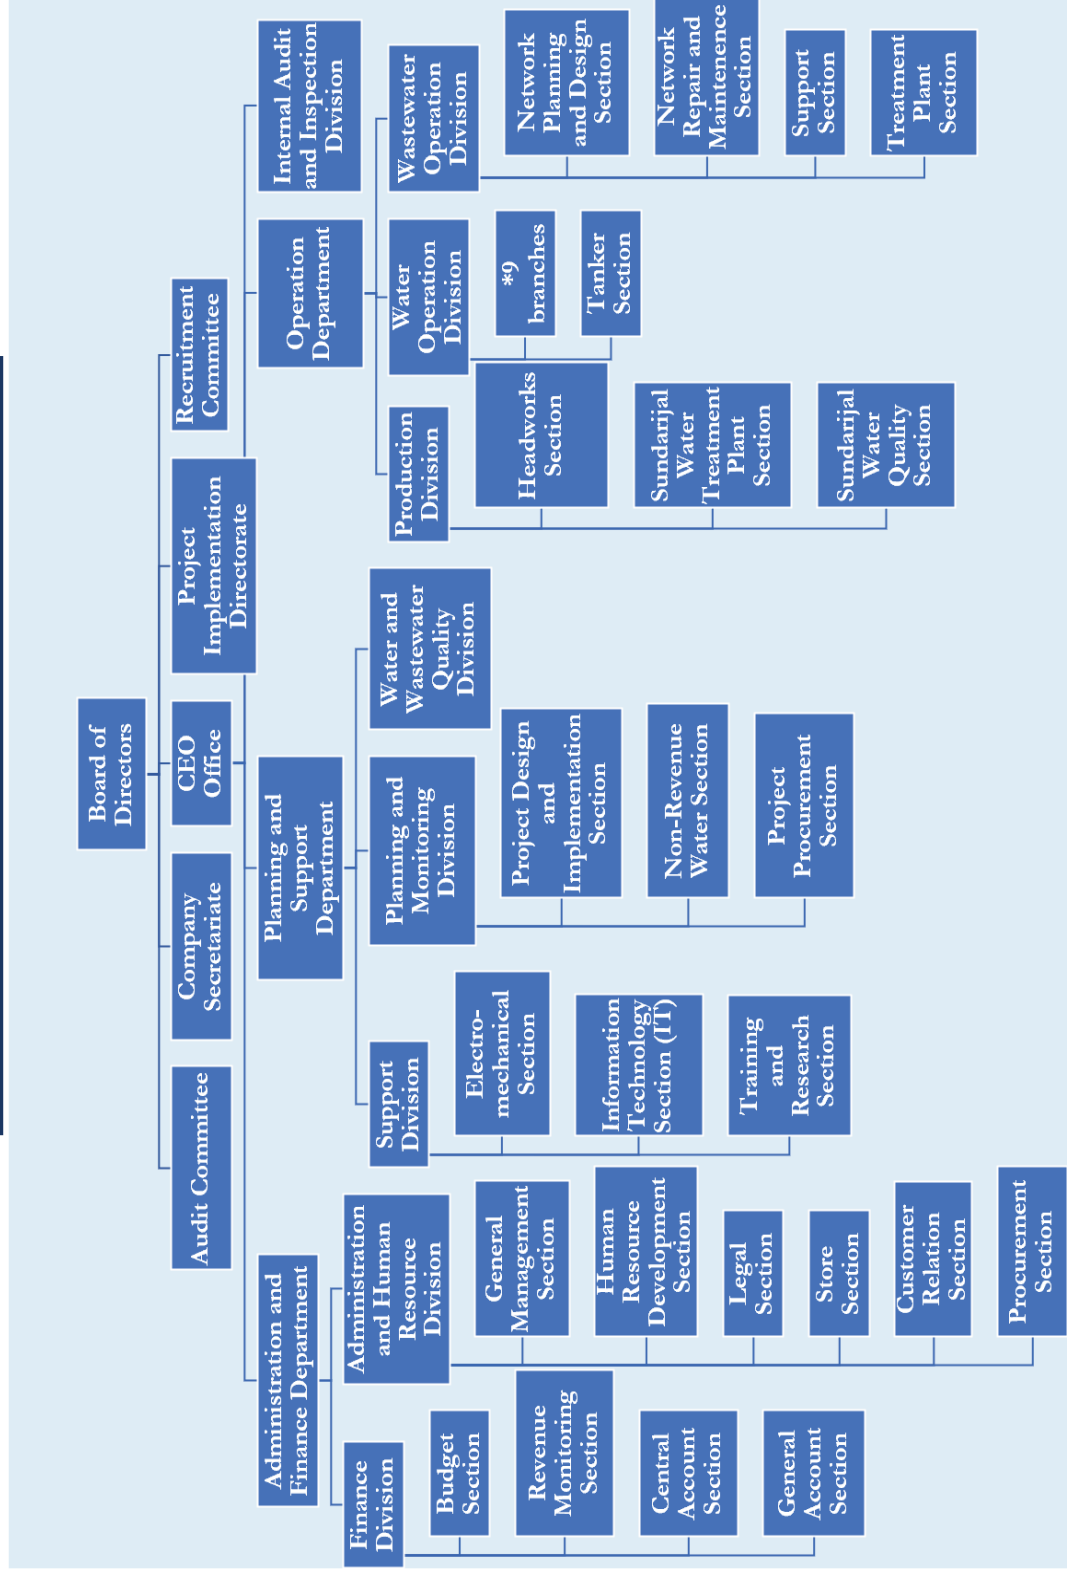 Board of
Directors
Audit Committee
Company
Secretariate
CEO
Office
Project
Implementation
Directorate
Recruitment
Committee
Administration and
Finance Department
Planning and
Support
Department
Operation
Department
Internal Audit
and Inspection
Division
Finance
Division
Budget
Section
Revenue
Monitoring
Section
Central
Account
Section
General
Account
Section
Administration
and Human
Resource
Division
General
Management
Section
Human
Resource
Development
Section
Legal
Section
Store
Section
Customer
Relation
Section
Procurement
Section
Support
Division
Electro-
mechanical
Section
Information
Technology
Section (IT)
Training
and
Research
Section
Planning and
Monitoring
Division
Project Design
and
Implementation
Section
Non-Revenue
Water Section
Project
Procurement
Section
Water and
Wastewater
Quality
Division
Production
Division
Headworks
Section
Sundarijal
Water
Treatment
Plant
Section
Sundarijal
Water
Quality
Section
Water
Operation
Division
*9
branches
Tanker
Section
Wastewater
Operation
Division
Network
Planning
and Design
Section
Network
Repair and
Maintenence
Section
Support
Section
Treatment
Plant
Section